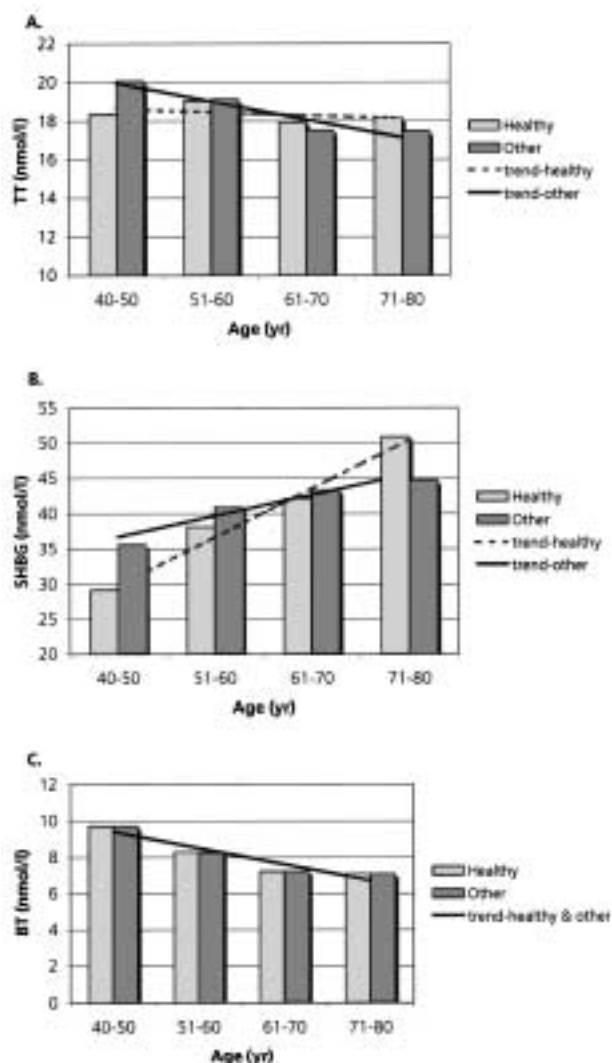 A.
22
20
18
16
14
12
10
TT (nmol/l)
40-50 51-60 61-70 71-80
Age (yr)
Healthy
Other
trend-healthy
trend-other
B.
55
50
45
40
35
30
25
20
SHBG (nmol/l)
40-50 51-60 61-70 71-80
Age (yr)
Healthy
Other
trend-healthy
trend-other
C.
12
10
8
6
4
2
0
BT (nmol/l)
40-50 51-60 61-70 71-80
Age (yr)
Healthy
Other
trend-healthy & other